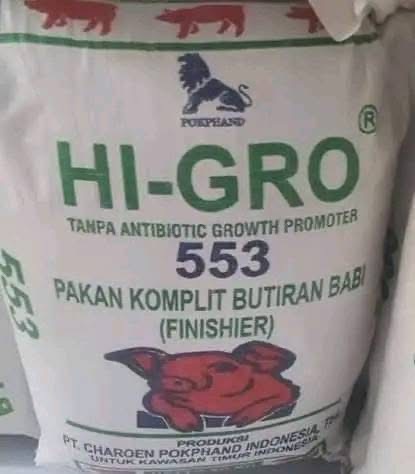 POKPHAND
HI-GRO®
TANPA ANTIBIOTIC GROWTH PROMOTER
553
PAKAN KOMPLIT BUTIRAN BABI
(FINISHIER)
553
PRODUKSI
PT. CHAROEN POKPHAND INDONESIA, Tbk
UNTUK KAWASAN TIMUR INDONESIA